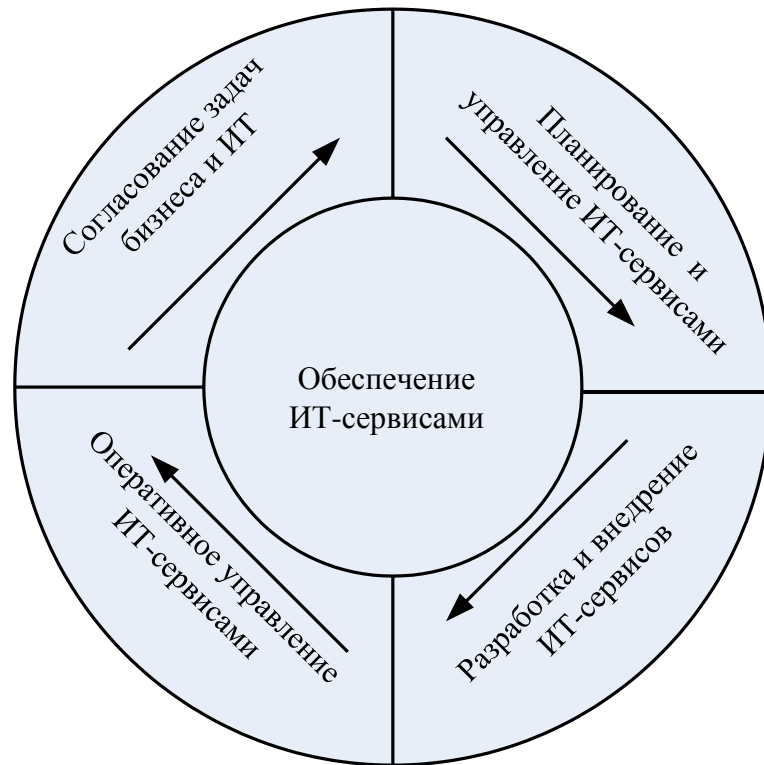 Согласование задач
бизнеса и ИТ
Планирование и
управление ИТ-сервисами
Обеспечение
ИТ-сервисами
Оперативное управление
ИТ-сервисами
Разработка и внедрение
ИТ-сервисов